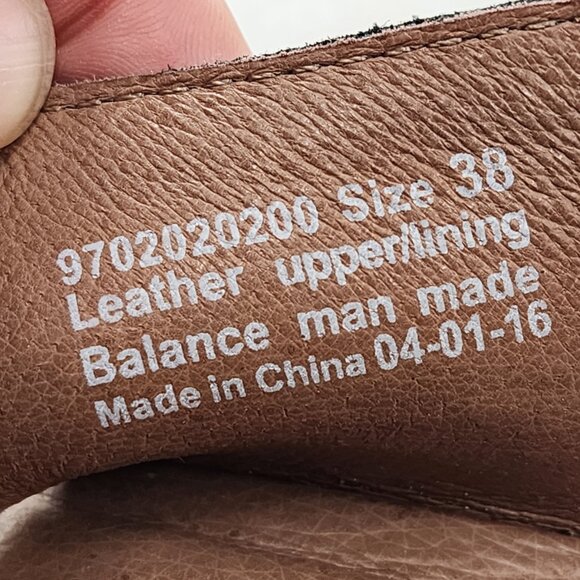 9702020200 Size 38
Leather upper/lining
Balance man made
Made in China 04-01-16